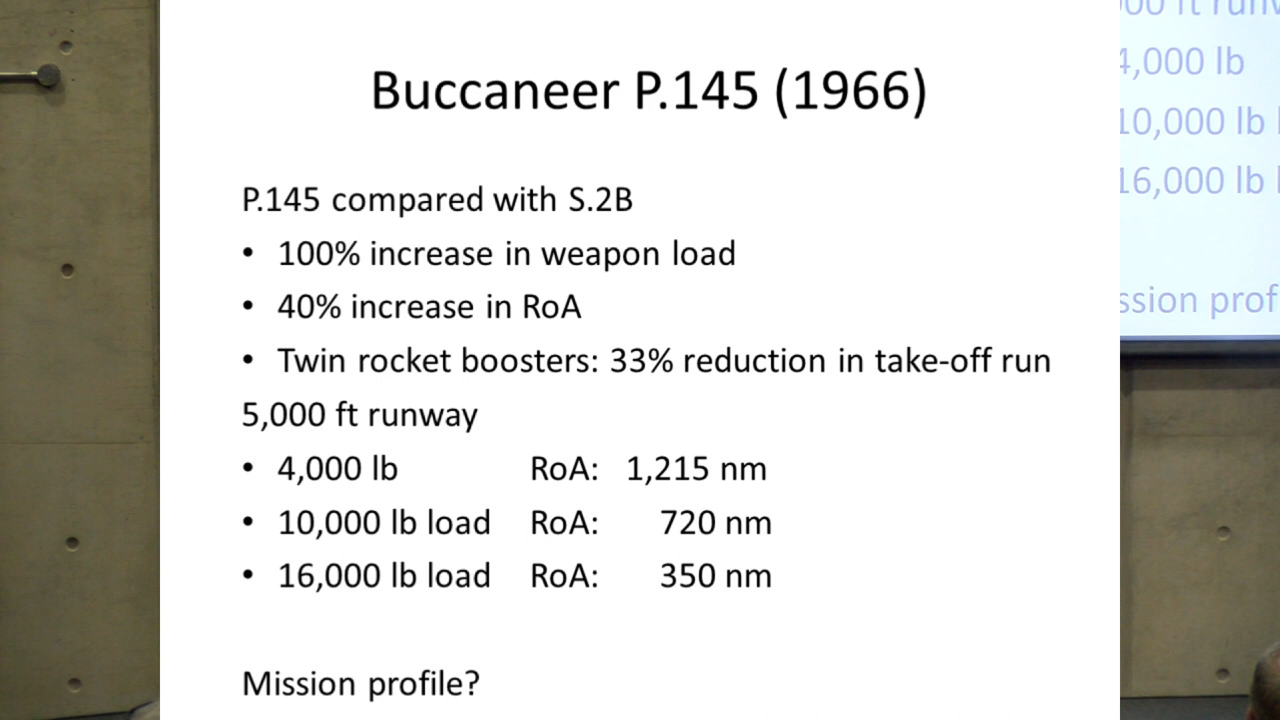 Buccaneer P.145 (1966)
P.145 compared with S.2B
• 100% increase in weapon load
• 40% increase in RoA
• Twin rocket boosters: 33% reduction in take-off run
5,000 ft runway
• 4,000 lb RoA: 1,215 nm
• 10,000 lb load RoA: 720 nm
• 16,000 lb load RoA: 350 nm
Mission profile?
4,000 lb
10,000 lb
16,000 lb